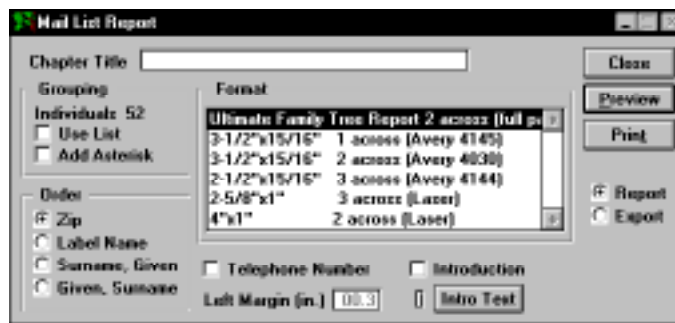 Mail List Report
Chapter Title
Close
Grouping
Format
Individuals 52
Preview
Use List
Ultimate Family Tree Report 2 across (full
Add Asterisk
3-1/2"x15/16" 1 across (Avery 4145)
Print
3-1/2"x15/16" 2 across (Avery 4030)
2-1/2"x15/16" 3 across (Avery 4144)
Order
2-5/8"x1" 3 across (Laser)
Report
Zip
4"x1" 2 across (Laser)
Export
Label Name
Surname, Given
Telephone Number
Introduction
Given, Surname
Left Margin (in.) 00.3
Intro Text